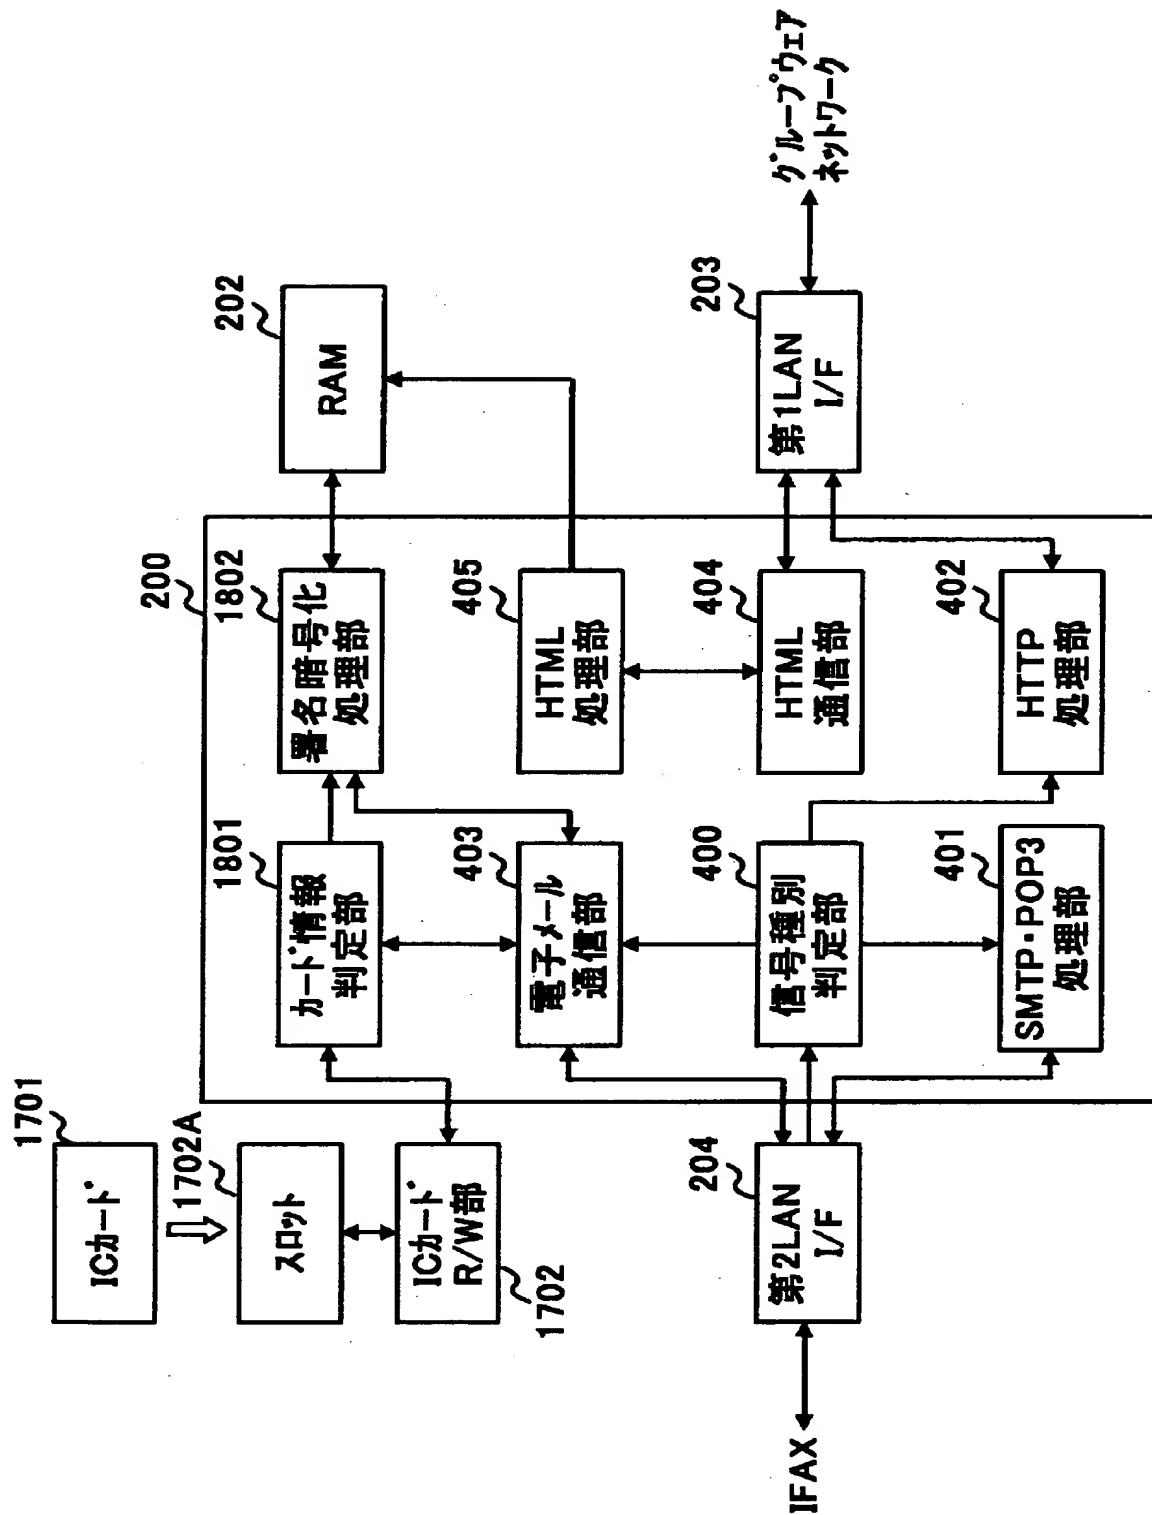 1701
ICカード
1702A
スロット
ICカード
R/W部
1702
200
1801
カード情報
判定部
1802
署名暗号化
処理部
202
RAM
403
電子メール
通信部
405
HTML
処理部
204
第2LAN
I/F
IFAX
400
信号種別
判定部
404
HTML
通信部
203
第1LAN
I/F
グループウェア
ネットワーク
401
SMTP・POP3
処理部
402
HTTP
処理部